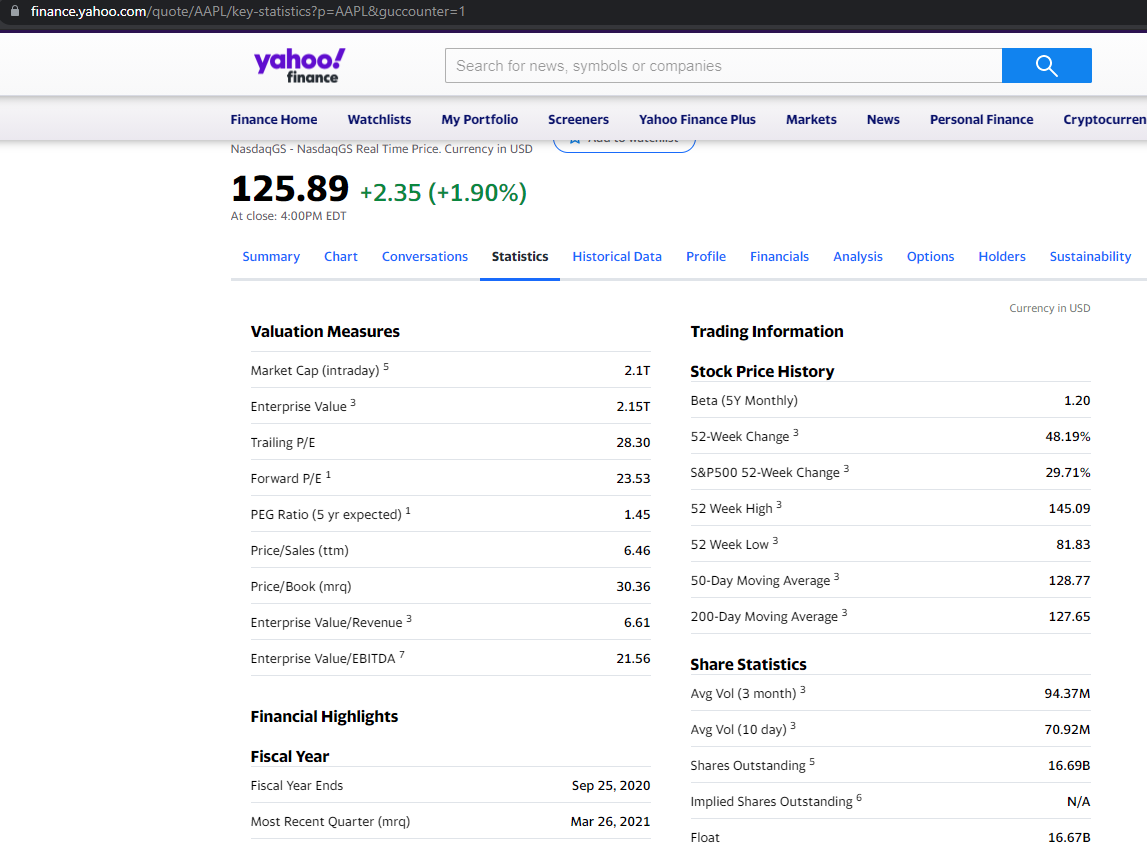 finance.yahoo.com/quote/AAPL/key-statistics?p=AAPL&guccounter=1
yahoo!
finance
Search for news, symbols or companies
Finance Home Watchlists My Portfolio Screeners Yahoo Finance Plus Markets News Personal Finance Cryptocurren
NasdaqGS - NasdaqGS Real Time Price. Currency in USD
Add to watchlist
125.89 +2.35 (+1.90%)
At close: 4:00PM EDT
Summary Chart Conversations Statistics Historical Data Profile Financials Analysis Options Holders Sustainability
Currency in USD
Valuation Measures
Market Cap (intraday) 5 2.1T
Enterprise Value 3 2.15T
Trailing P/E 28.30
Forward P/E 1 23.53
PEG Ratio (5 yr expected) 1 1.45
Price/Sales (ttm) 6.46
Price/Book (mrq) 30.36
Enterprise Value/Revenue 3 6.61
Enterprise Value/EBITDA 7 21.56
Financial Highlights
Fiscal Year
Fiscal Year Ends Sep 25, 2020
Most Recent Quarter (mrq) Mar 26, 2021
Trading Information
Stock Price History
Beta (5Y Monthly) 1.20
52-Week Change 3 48.19%
S&P500 52-Week Change 3 29.71%
52 Week High 3 145.09
52 Week Low 3 81.83
50-Day Moving Average 3 128.77
200-Day Moving Average 3 127.65
Share Statistics
Avg Vol (3 month) 3 94.37M
Avg Vol (10 day) 3 70.92M
Shares Outstanding 5 16.69B
Implied Shares Outstanding 6 N/A
Float 16.67B